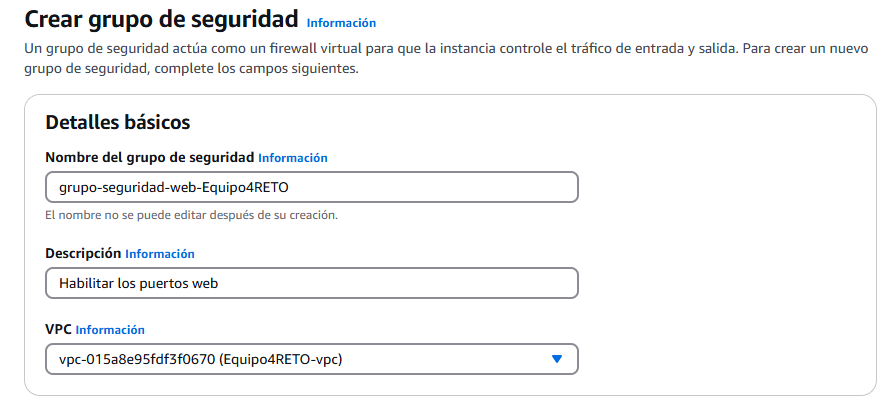 Crear grupo de seguridad Información
Un grupo de seguridad actúa como un firewall virtual para que la instancia controle el tráfico de entrada y salida. Para crear un nuevo
grupo de seguridad, complete los campos siguientes.
Detalles básicos
Nombre del grupo de seguridad Información
grupo-seguridad-web-Equipo4RETO
El nombre no se puede editar después de su creación.
Descripción Información
Habilitar los puertos web
VPC Información
vpc-015a8e95fdf3f0670 (Equipo4RETO-vpc)